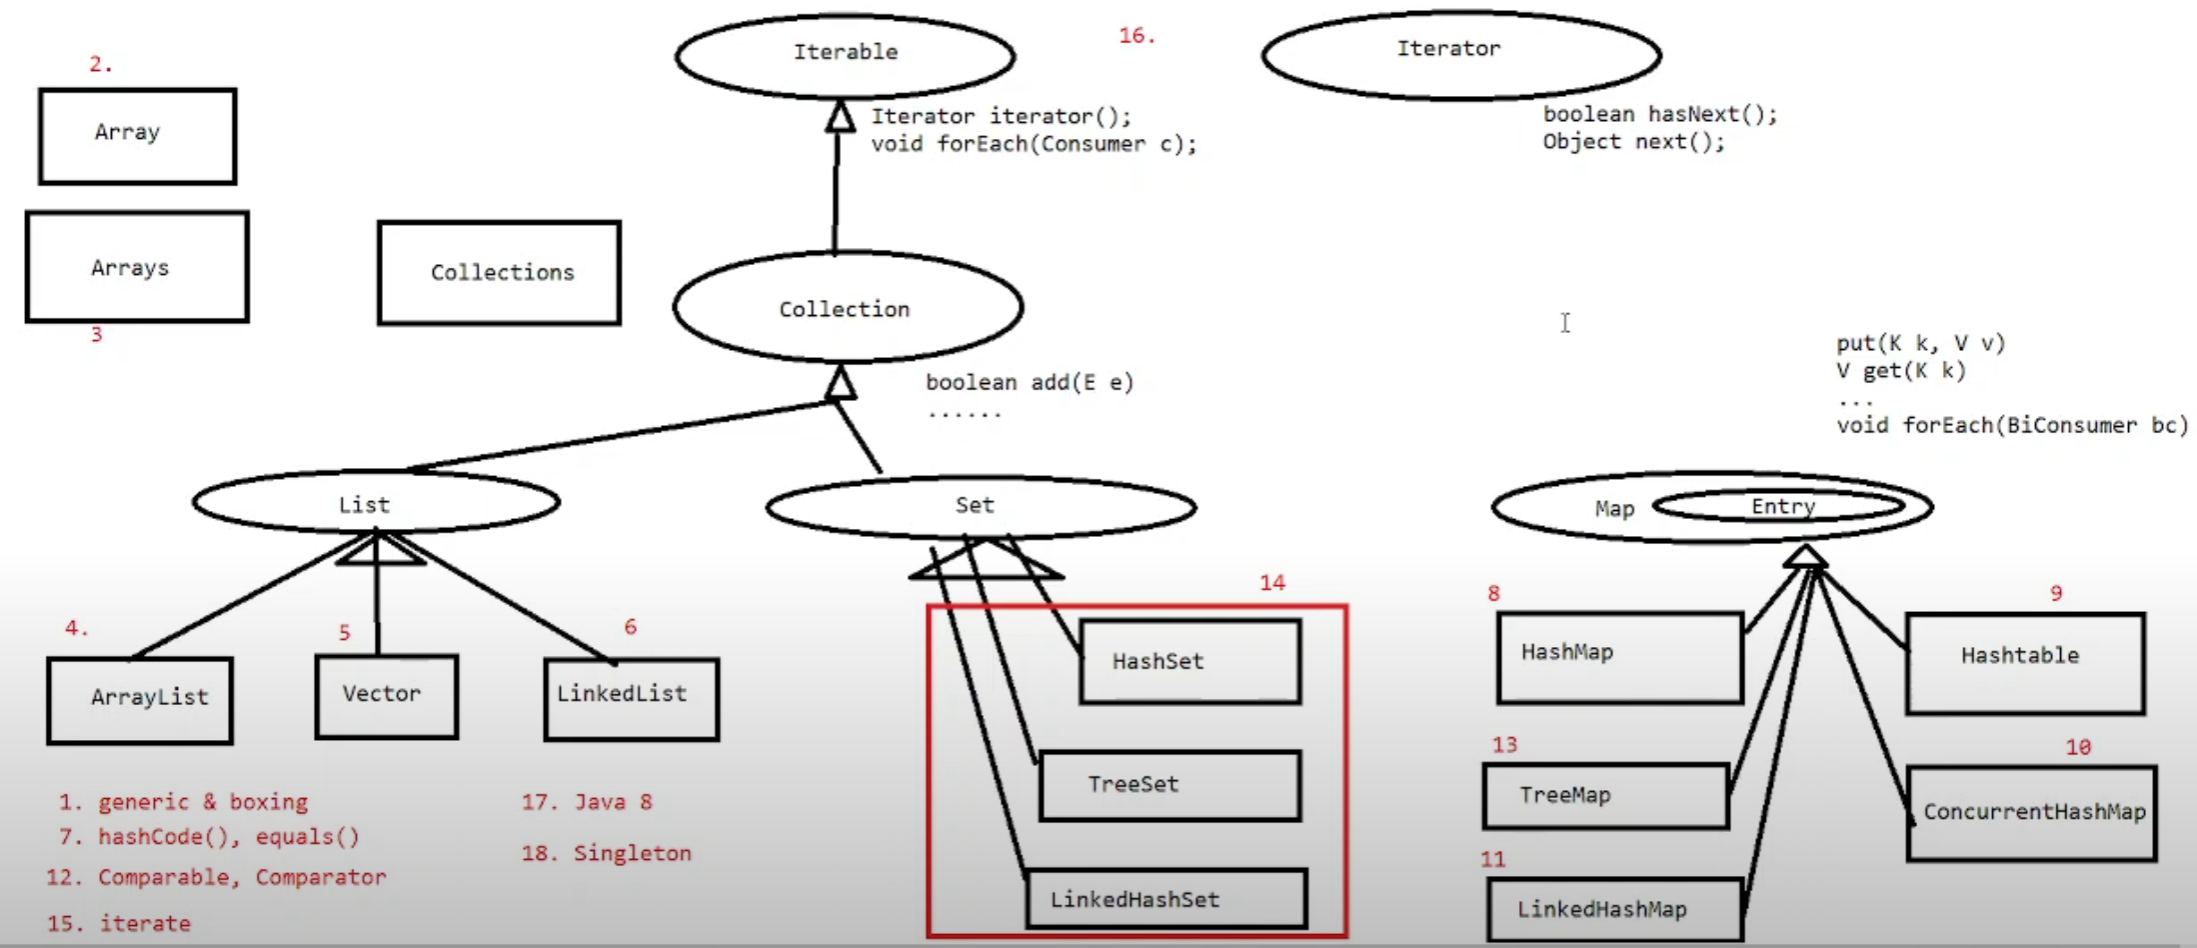 2.
Array
Arrays
3
Collections
Iterable
Iterator iterator();
void forEach(Consumer c);
16.
Iterator
boolean hasNext();
Object next();
Collection
boolean add(E e)
......
put(K k, V v)
V get(K k)
...
void forEach(BiConsumer bc)
List
Set
Map
Entry
4.
ArrayList
5
Vector
6
LinkedList
14
HashSet
TreeSet
LinkedHashSet
8
HashMap
9
Hashtable
13
TreeMap
10
ConcurrentHashMap
11
LinkedHashMap
1. generic & boxing
7. hashCode(), equals()
12. Comparable, Comparator
15. iterate
17. Java 8
18. Singleton